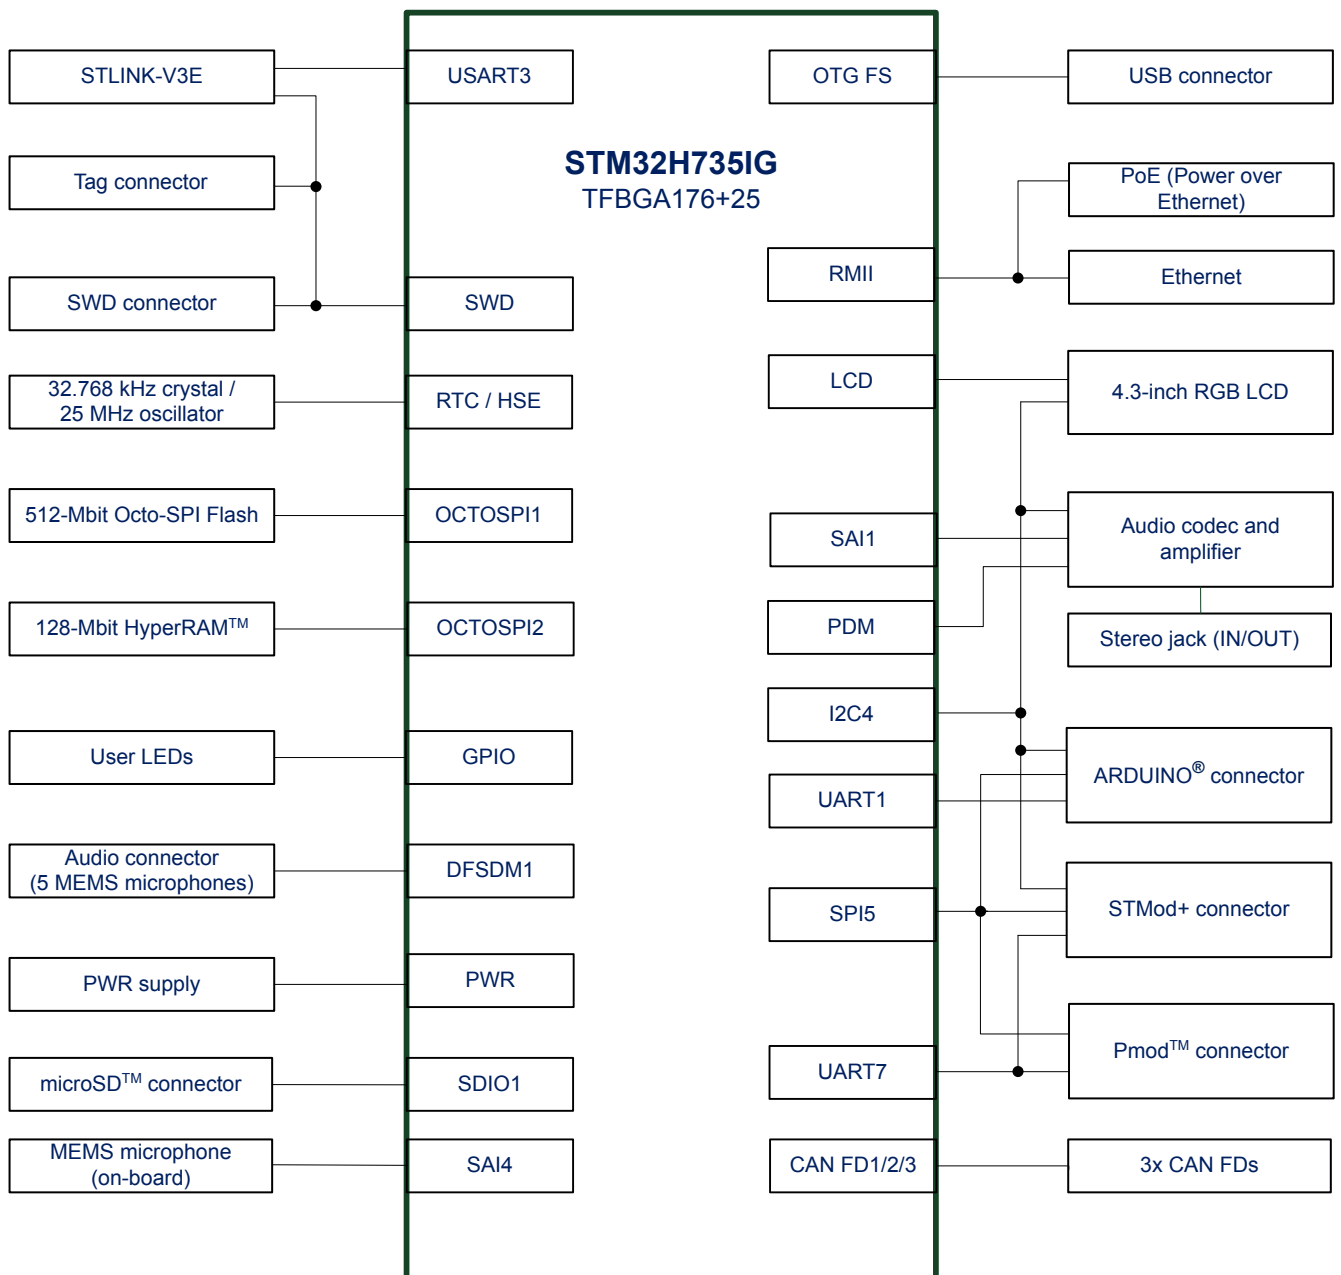 STLINK-V3E
USART3
OTG FS
USB connector
STM32H735IG
TFBGA176+25
Tag connector
PoE (Power over
Ethernet)
SWD connector
SWD
RMII
Ethernet
32.768 kHz crystal /
25 MHz oscillator
RTC / HSE
LCD
4.3-inch RGB LCD
512-Mbit Octo-SPI Flash
OCTOSPI1
SAI1
Audio codec and
amplifier
128-Mbit HyperRAM™
OCTOSPI2
PDM
Stereo jack (IN/OUT)
I2C4
User LEDs
GPIO
UART1
ARDUINO® connector
Audio connector
(5 MEMS microphones)
DFSDM1
SPI5
STMod+ connector
PWR supply
PWR
microSD™ connector
SDIO1
UART7
Pmod™ connector
MEMS microphone
(on-board)
SAI4
CAN FD1/2/3
3x CAN FDs